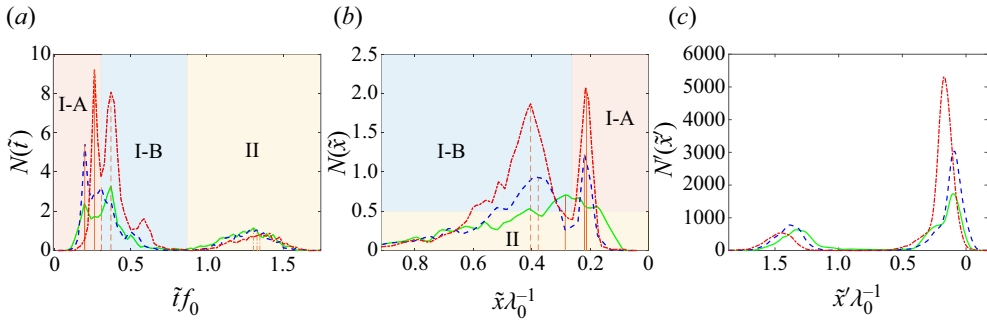 (a) (b) (c)
10 8 6 4 2 0
N(t̃)
I-A
I-B
II
0 0.5 1.0 1.5
t̃f₀
2.5 2.0 1.5 1.0 0.5 0
N(x̃)
I-B
I-A
II
0.8 0.6 0.4 0.2 0
x̃λ₀⁻¹
6000 5000 4000 3000 2000 1000 0
N′(x̃′)
1.5 1.0 0.5 0
x̃′λ₀⁻¹